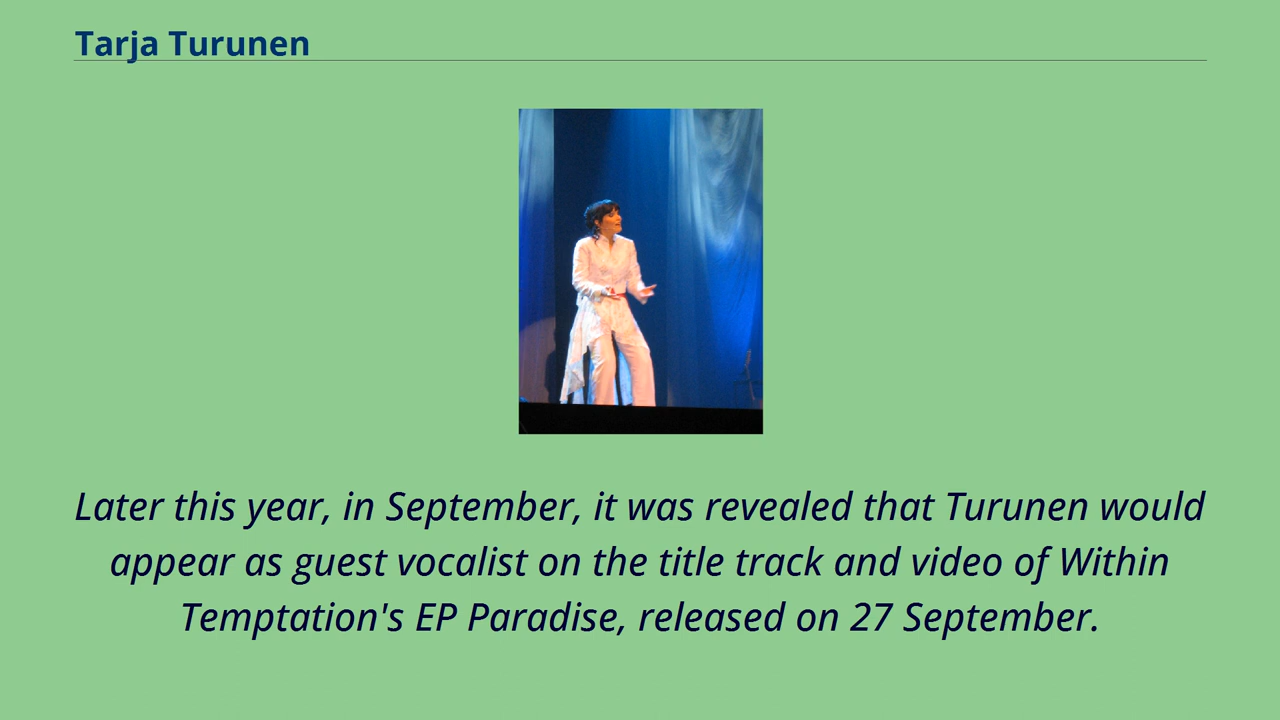 Tarja Turunen
Later this year, in September, it was revealed that Turunen would
appear as guest vocalist on the title track and video of Within
Temptation's EP Paradise, released on 27 September.